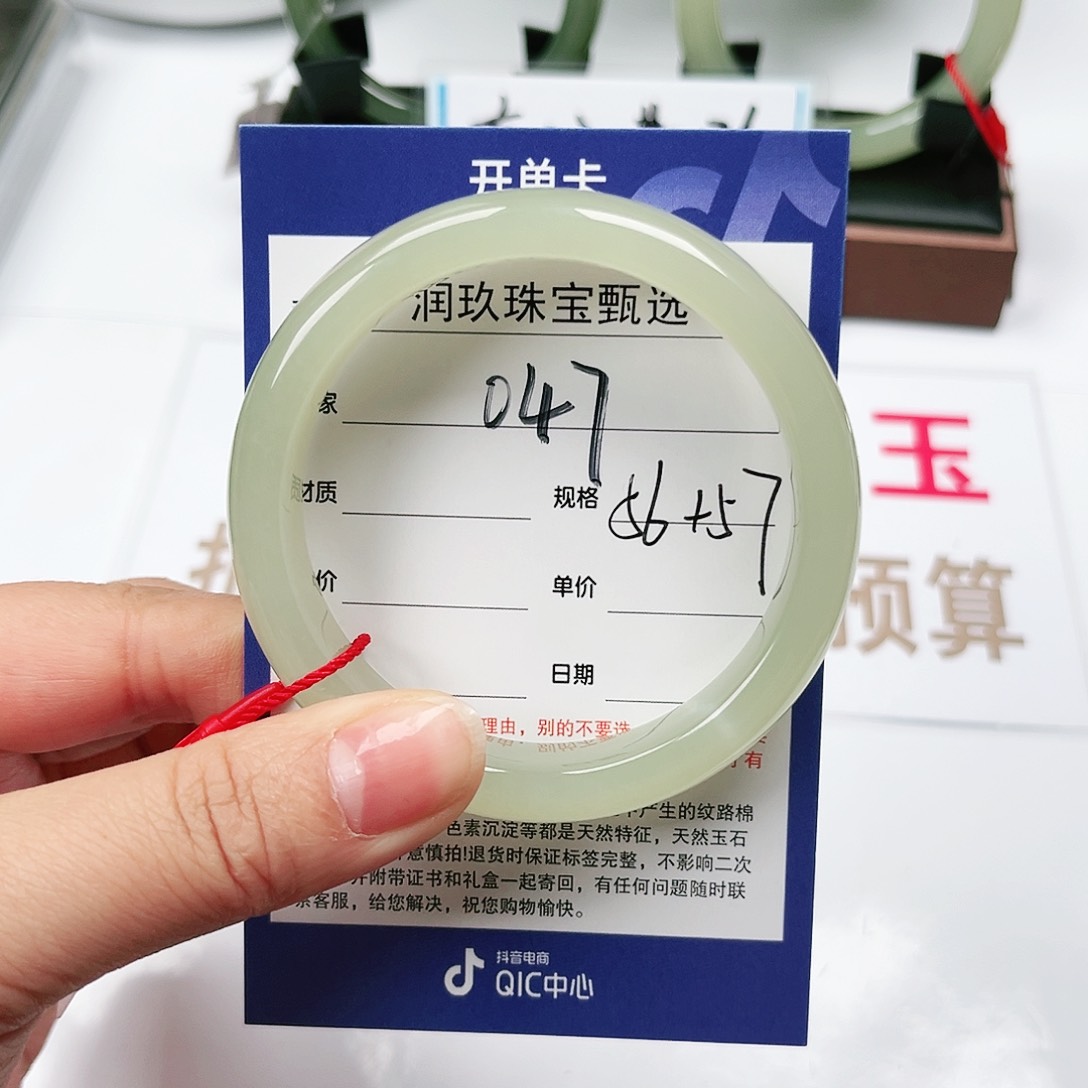 开单卡
润玖珠宝甄选
家 047
材质 规格 56+57
价 单价
日期
理由，别的不要选
有
产生的纹路棉
色素沉淀等都是天然特征，天然玉石
慎拍!退货时保证标签完整，不影响二次
并附带证书和礼盒一起寄回，有任何问题随时联
系客服，给您解决，祝您购物愉快。
抖音电商
QIC中心
玉
预算